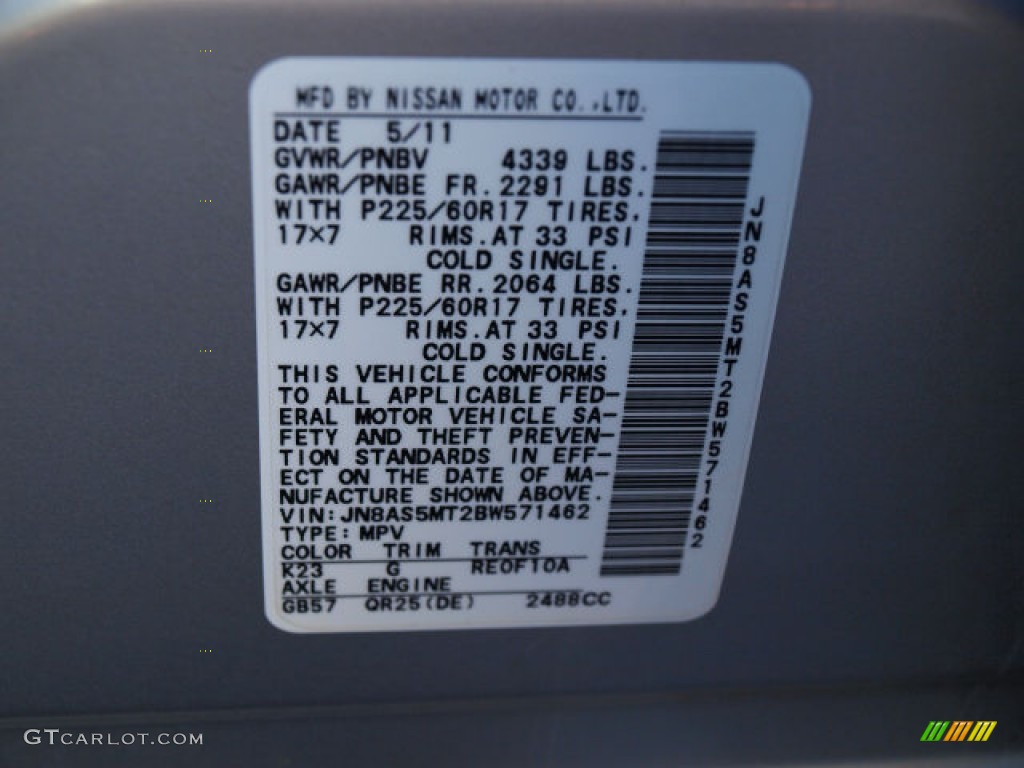 MFD BY NISSAN MOTOR CO.,LTD.
DATE 5/11
GVWR/PNBV 4339 LBS.
GAWR/PNBE FR. 2291 LBS.
WITH P225/60R17 TIRES.
17×7 RIMS. AT 33 PSI
COLD SINGLE.
GAWR/PNBE RR. 2064 LBS.
WITH P225/60R17 TIRES.
17×7 RIMS. AT 33 PSI
COLD SINGLE.
THIS VEHICLE CONFORMS
TO ALL APPLICABLE FED-
ERAL MOTOR VEHICLE SA-
FETY AND THEFT PREVEN-
TION STANDARDS IN EFF-
ECT ON THE DATE OF MA-
NUFACTURE SHOWN ABOVE.
VIN: JN8AS5MT2BW571462
TYPE: MPV
COLOR TRIM TRANS
K23 G RE0F10A
AXLE ENGINE
GB57 QR25(DE) 2488CC
JN8AS5MT2BW571462
GTCARLOT.COM